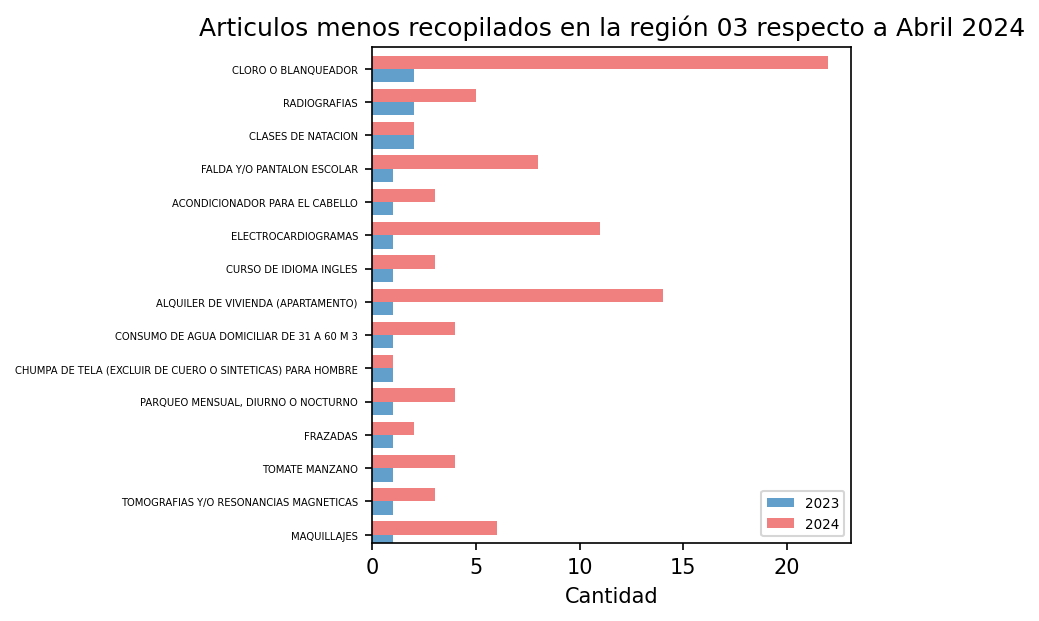 Articulos menos recopilados en la región 03 respecto a Abril 2024
CLORO O BLANQUEADOR
RADIOGRAFIAS
CLASES DE NATACION
FALDA Y/O PANTALON ESCOLAR
ACONDICIONADOR PARA EL CABELLO
ELECTROCARDIOGRAMAS
CURSO DE IDIOMA INGLES
ALQUILER DE VIVIENDA (APARTAMENTO)
CONSUMO DE AGUA DOMICILIAR DE 31 A 60 M 3
CHUMPA DE TELA (EXCLUIR DE CUERO O SINTETICAS) PARA HOMBRE
PARQUEO MENSUAL, DIURNO O NOCTURNO
FRAZADAS
TOMATE MANZANO
TOMOGRAFIAS Y/O RESONANCIAS MAGNETICAS
MAQUILLAJES
2023
2024
0 5 10 15 20
Cantidad